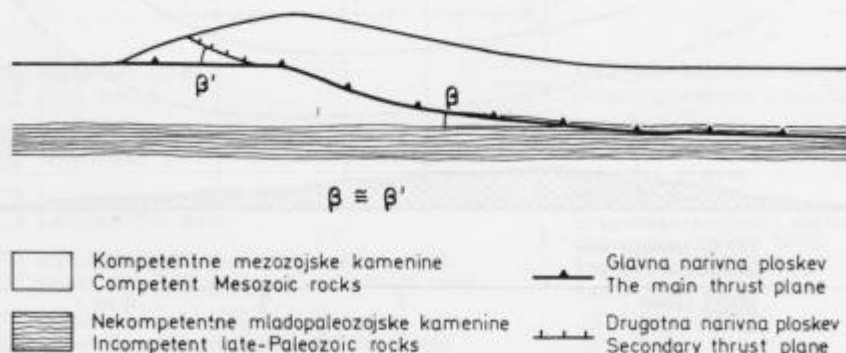 β'
β
β ≅ β'
Kompetentne mezozojske kamenine
Competent Mesozoic rocks
Nekompetentne mladopaleozojske kamenine
Incompetent late-Paleozoic rocks
Glavna narivna ploskev
The main thrust plane
Drugotna narivna ploskev
Secondary thrust plane